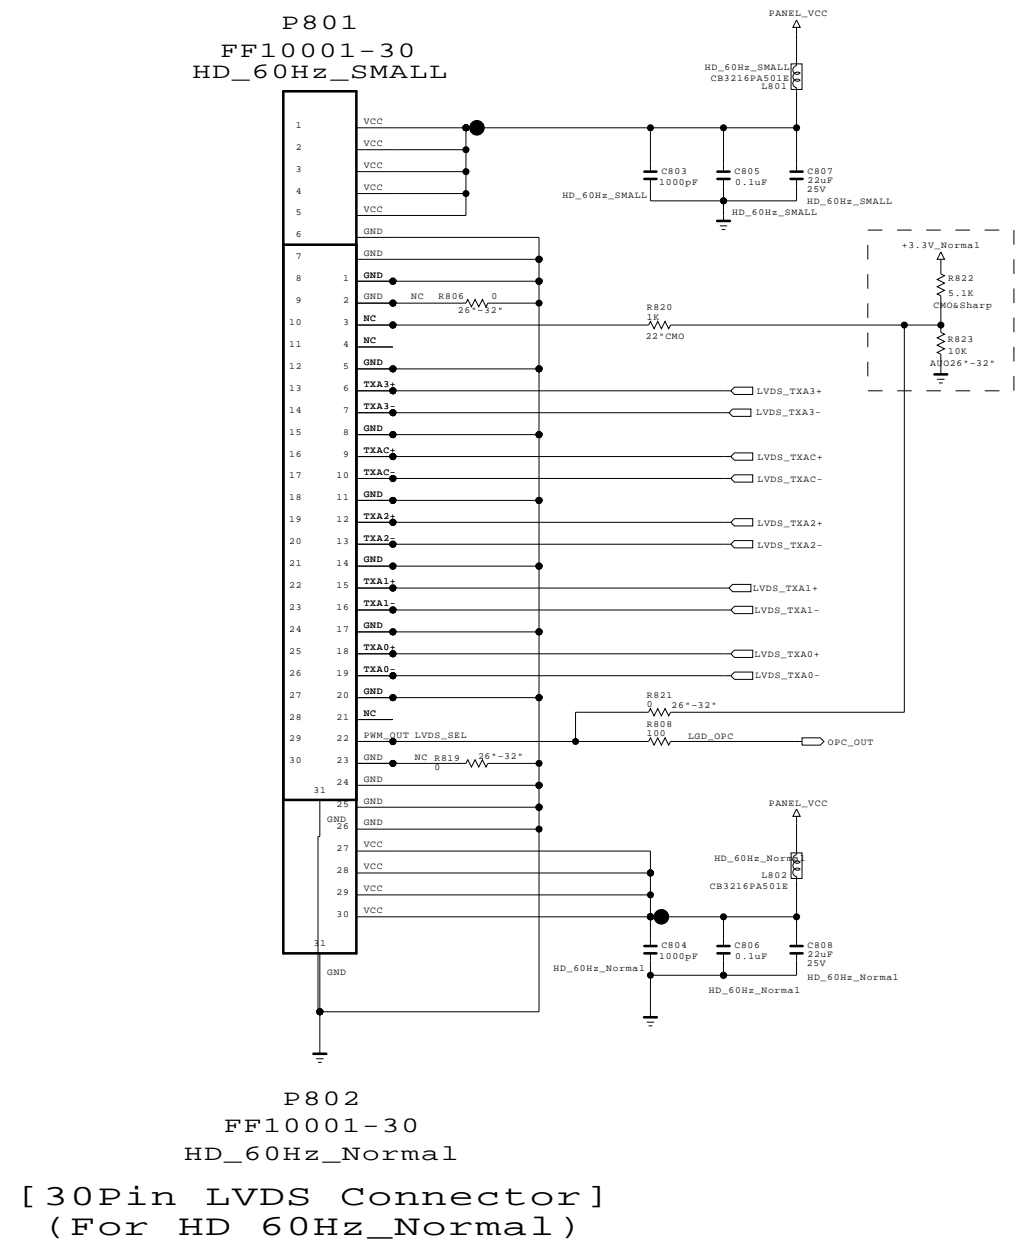 P801
FF10001-30
HD_60Hz_SMALL
PANEL_VCC
HD_60Hz_SMALL
CB3216PA501E
L801
1 VCC
2 VCC
3 VCC
4 VCC
5 VCC
6 GND
7 GND
8 1 GND
9 2 GND NC R806 0
26"-32"
10 3 NC
11 4 NC
12 5 GND
13 6 TXA3+ LVDS_TXA3+
14 7 TXA3- LVDS_TXA3-
15 8 GND
16 9 TXAC+ LVDS_TXAC+
17 10 TXAC- LVDS_TXAC-
18 11 GND
19 12 TXA2+ LVDS_TXA2+
20 13 TXA2- LVDS_TXA2-
21 14 GND
22 15 TXA1+ LVDS_TXA1+
23 16 TXA1- LVDS_TXA1-
24 17 GND
25 18 TXA0+ LVDS_TXA0+
26 19 TXA0- LVDS_TXA0-
27 20 GND
28 21 NC
29 22 PWM_OUT LVDS_SEL
30 23 GND NC R819 26"-32"
0
24 GND
31
25 GND
GND
26 GND
27 VCC
28 VCC
29 VCC
30 VCC
31
GND
C803
1000pF
HD_60Hz_SMALL
C805
0.1uF
HD_60Hz_SMALL
C807
22uF
25V
HD_60Hz_SMALL
+3.3V_Normal
R822
5.1K
CMO&Sharp
R823
10K
AUO26"-32"
R820
1K
22"CMO
R821
0 26"-32"
R808
100 LGD_OPC
OPC_OUT
PANEL_VCC
HD_60Hz_Normal
L802
CB3216PA501E
C804
1000pF
HD_60Hz_Normal
C806
0.1uF
HD_60Hz_Normal
C808
22uF
25V
HD_60Hz_Normal
P802
FF10001-30
HD_60Hz_Normal
[30Pin LVDS Connector]
(For HD 60Hz_Normal)